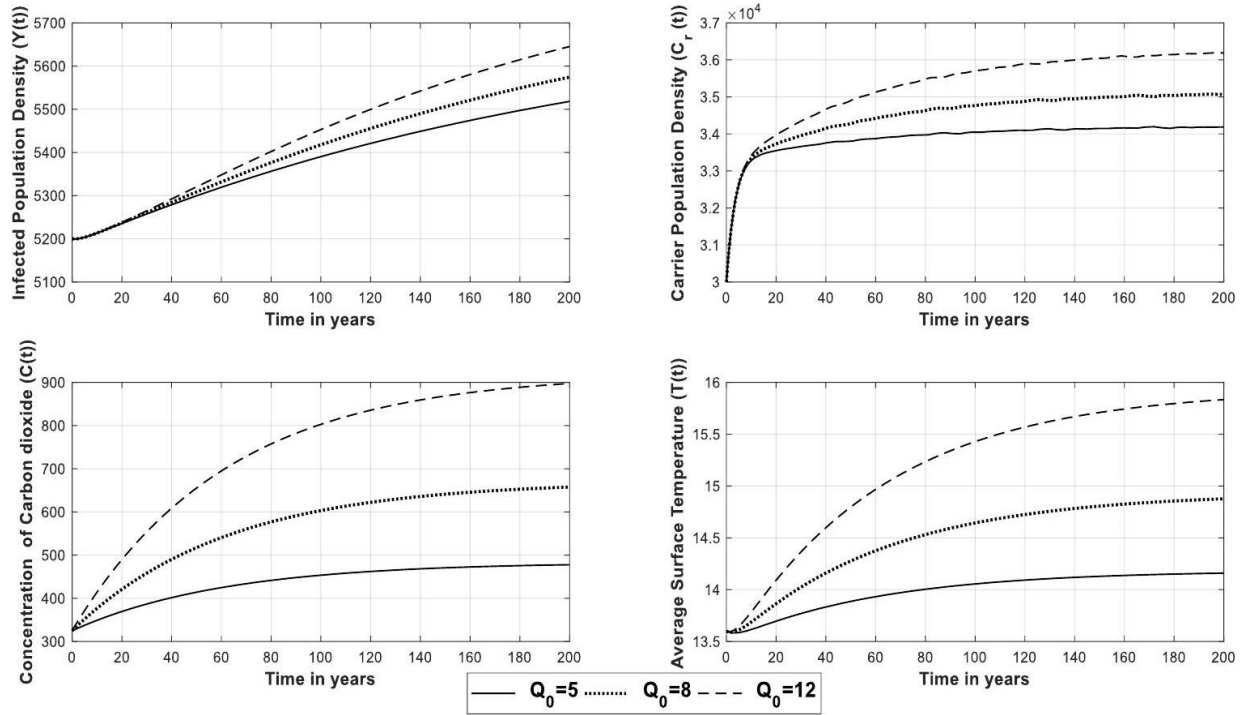 Infected Population Density (Y(t))
5700
5600
5500
5400
5300
5200
5100
0 20 40 60 80 100 120 140 160 180 200
Time in years
Carrier Population Density (C_r (t))
×10^4
3.7
3.6
3.5
3.4
3.3
3.2
3.1
3
0 20 40 60 80 100 120 140 160 180 200
Time in years
Concentration of Carbon dioxide (C(t))
900
800
700
600
500
400
300
0 20 40 60 80 100 120 140 160 180 200
Time in years
Average Surface Temperature (T(t))
16
15.5
15
14.5
14
13.5
0 20 40 60 80 100 120 140 160 180 200
Time in years
Q_0=5 Q_0=8 Q_0=12